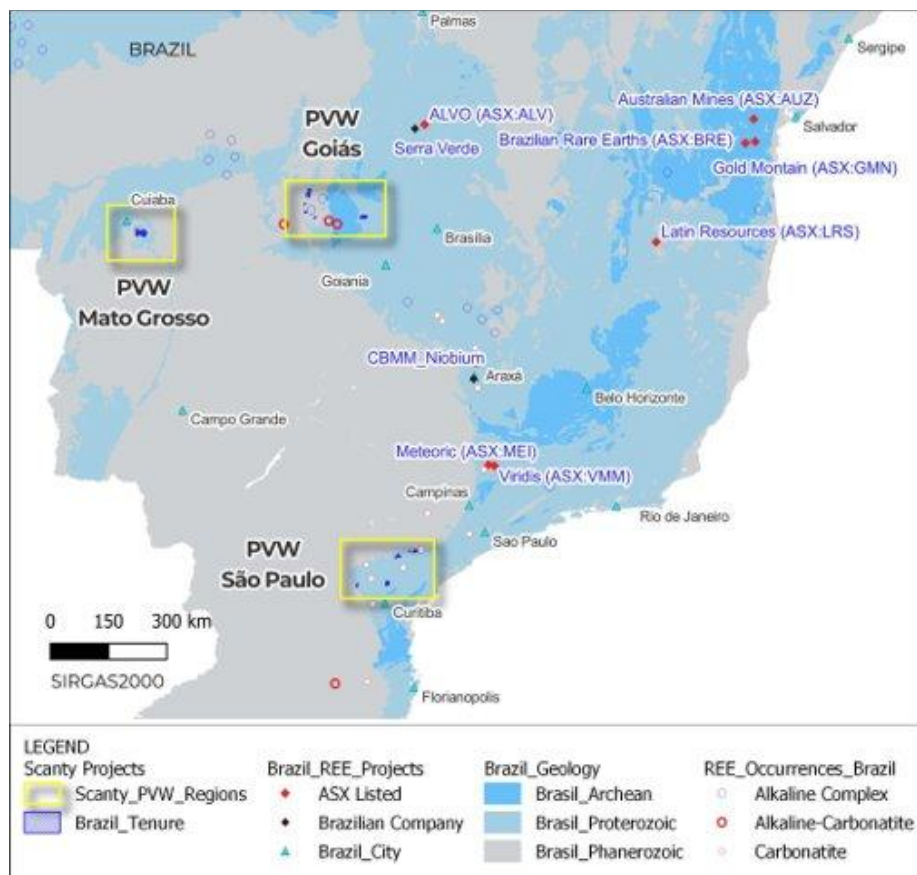 Palmas
BRAZIL
Sergipe
PVW
Goiás
ALVO (ASX:ALV)
Serra Verde
Australian Mines (ASX:AUZ)
Salvador
Brazilian Rare Earths (ASX:BRE)
Gold Montain (ASX:GMN)
Cuiaba
Brasilia
Latin Resources (ASX:LRS)
Goiania
PVW
Mato Grosso
CBMM_Niobium
Araxá
Belo Horizonte
Campo Grande
Meteoric (ASX:MEI)
Viridis (ASX:VMM)
Campinas
Rio de Janeiro
Sao Paulo
PVW
São Paulo
Curitiba
0 150 300 km
SIRGAS2000
Florianopolis
LEGEND
Scanty Projects
Scanty_PVW_Regions
Brazil_Tenure
Brazil_REE_Projects
ASX Listed
Brazilian Company
Brazil_City
Brazil_Geology
Brasil_Archean
Brasil_Proterozoic
Brasil_Phanerozoic
REE_Occurrences_Brazil
Alkaline Complex
Alkaline-Carbonatite
Carbonatite